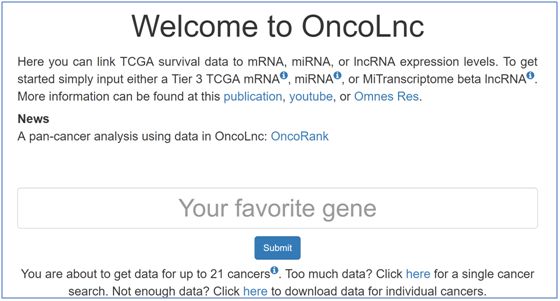 Welcome to OncoLnc
Here you can link TCGA survival data to mRNA, miRNA, or lncRNA expression levels. To get
started simply input either a Tier 3 TCGA mRNA, miRNA, or MiTranscriptome beta lncRNA.
More information can be found at this publication, youtube, or Omnes Res.
News
A pan-cancer analysis using data in OncoLnc: OncoRank
Your favorite gene
Submit
You are about to get data for up to 21 cancers. Too much data? Click here for a single cancer
search. Not enough data? Click here to download data for individual cancers.